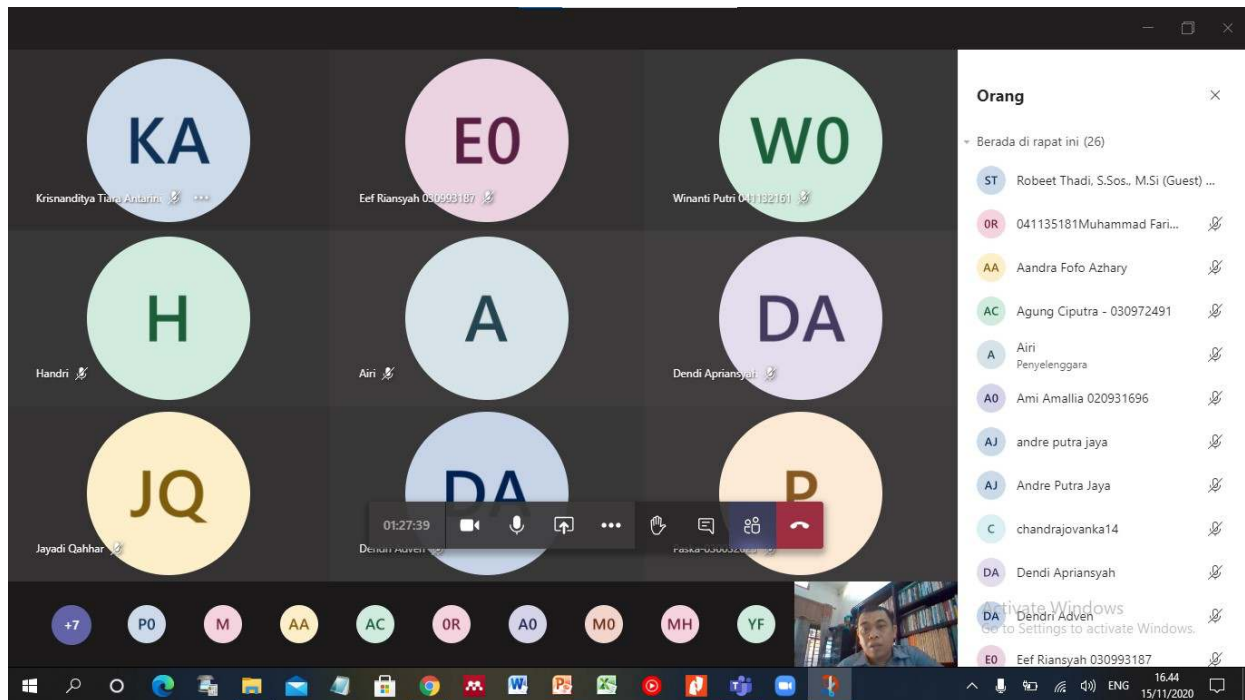 KA
Krisnanditya Tiara Antarin
E0
Eef Riansyah 030993187
W0
Winanti Putri 041132161
H
Handri
A
Airi
DA
Dendi Apriansyah
JQ
Jayadi Qahhar
DA
Dendri Adven
P
01:27:39
+7
P0
M
AA
AC
0R
A0
M0
MH
YF
Orang
Berada di rapat ini (26)
ST Robeet Thadi, S.Sos., M.Si (Guest) ...
0R 041135181Muhammad Fari...
AA Aandra Fofo Azhary
AC Agung Ciputra - 030972491
A Airi
Penyelenggara
A0 Ami Amallia 020931696
AJ andre putra jaya
AJ Andre Putra Jaya
C chandrajovanka14
DA Dendi Apriansyah
DA Dendri Adven
E0 Eef Riansyah 030993187
Activate Windows
Go to Settings to activate Windows.
ENG
16.44
15/11/2020